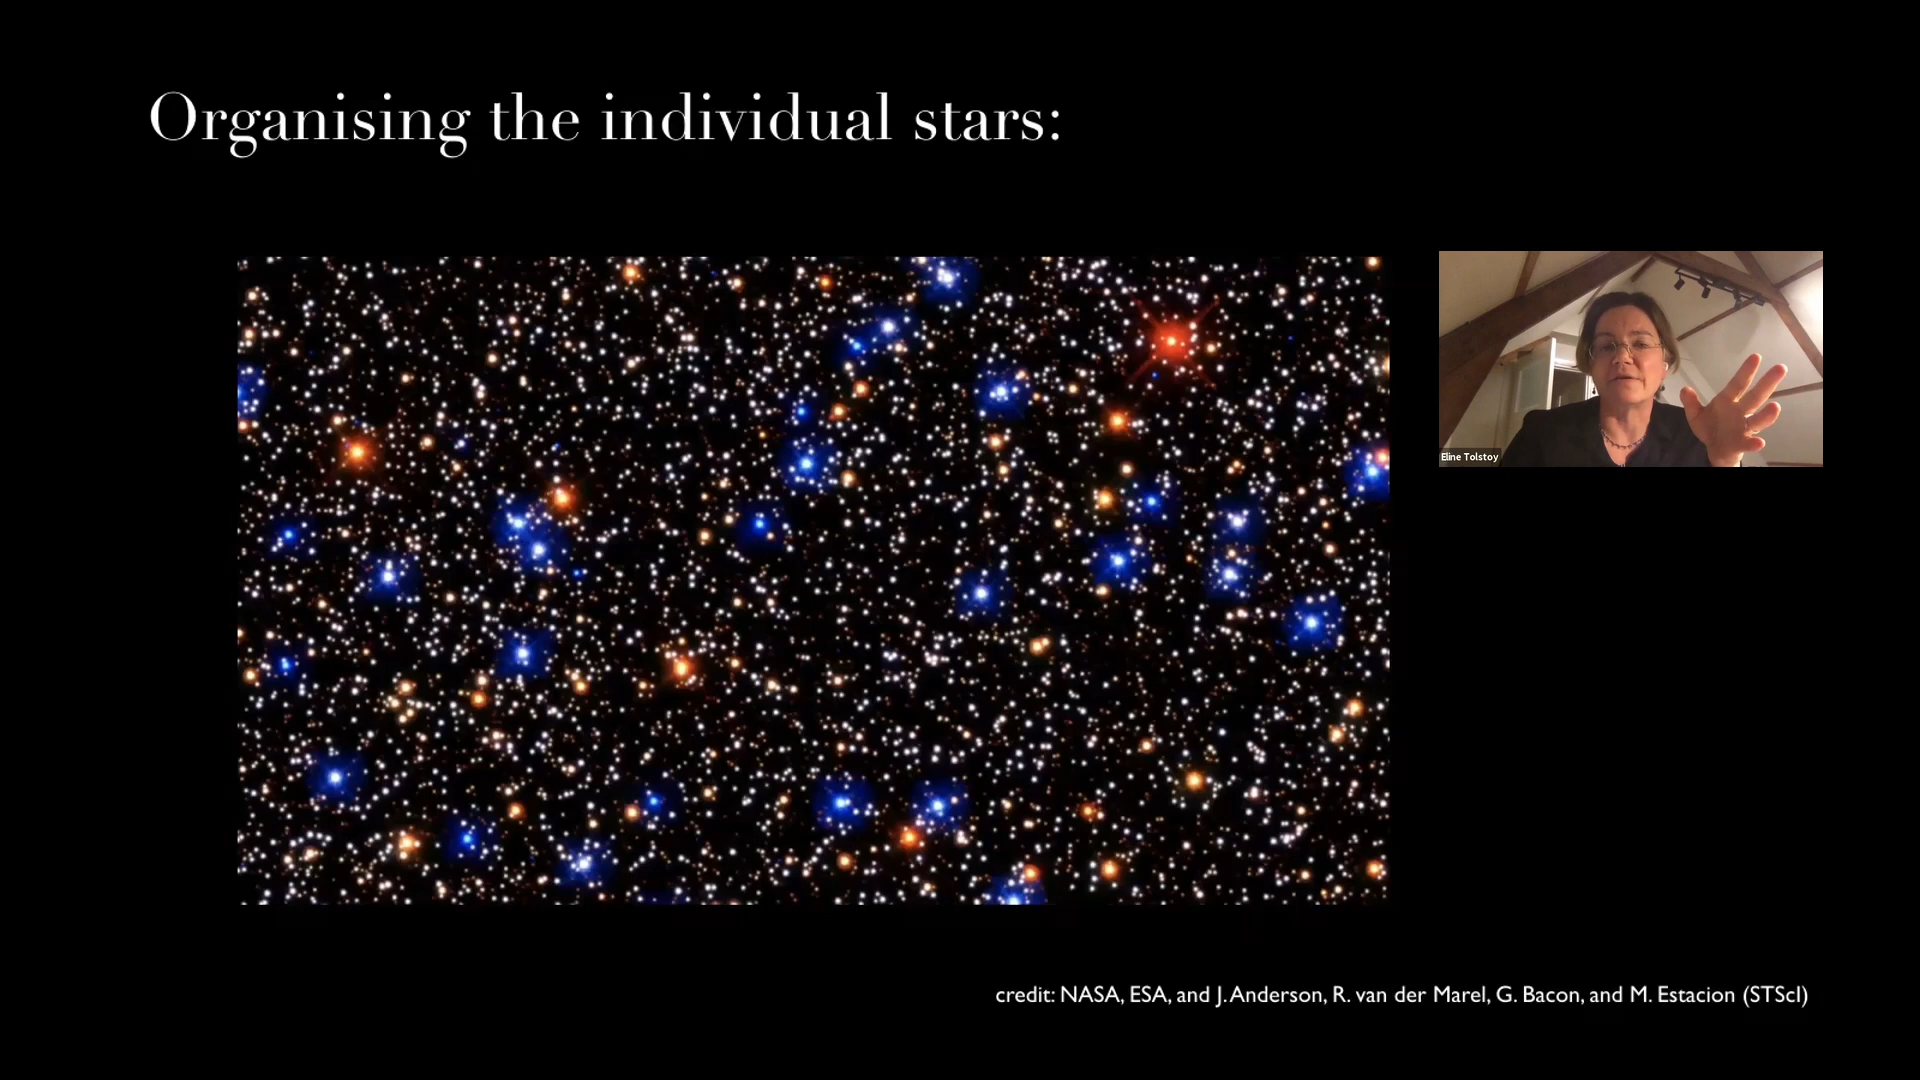 Organising the individual stars:
Eline Tolstoy
credit: NASA, ESA, and J. Anderson, R. van der Marel, G. Bacon, and M. Estacion (STScI)